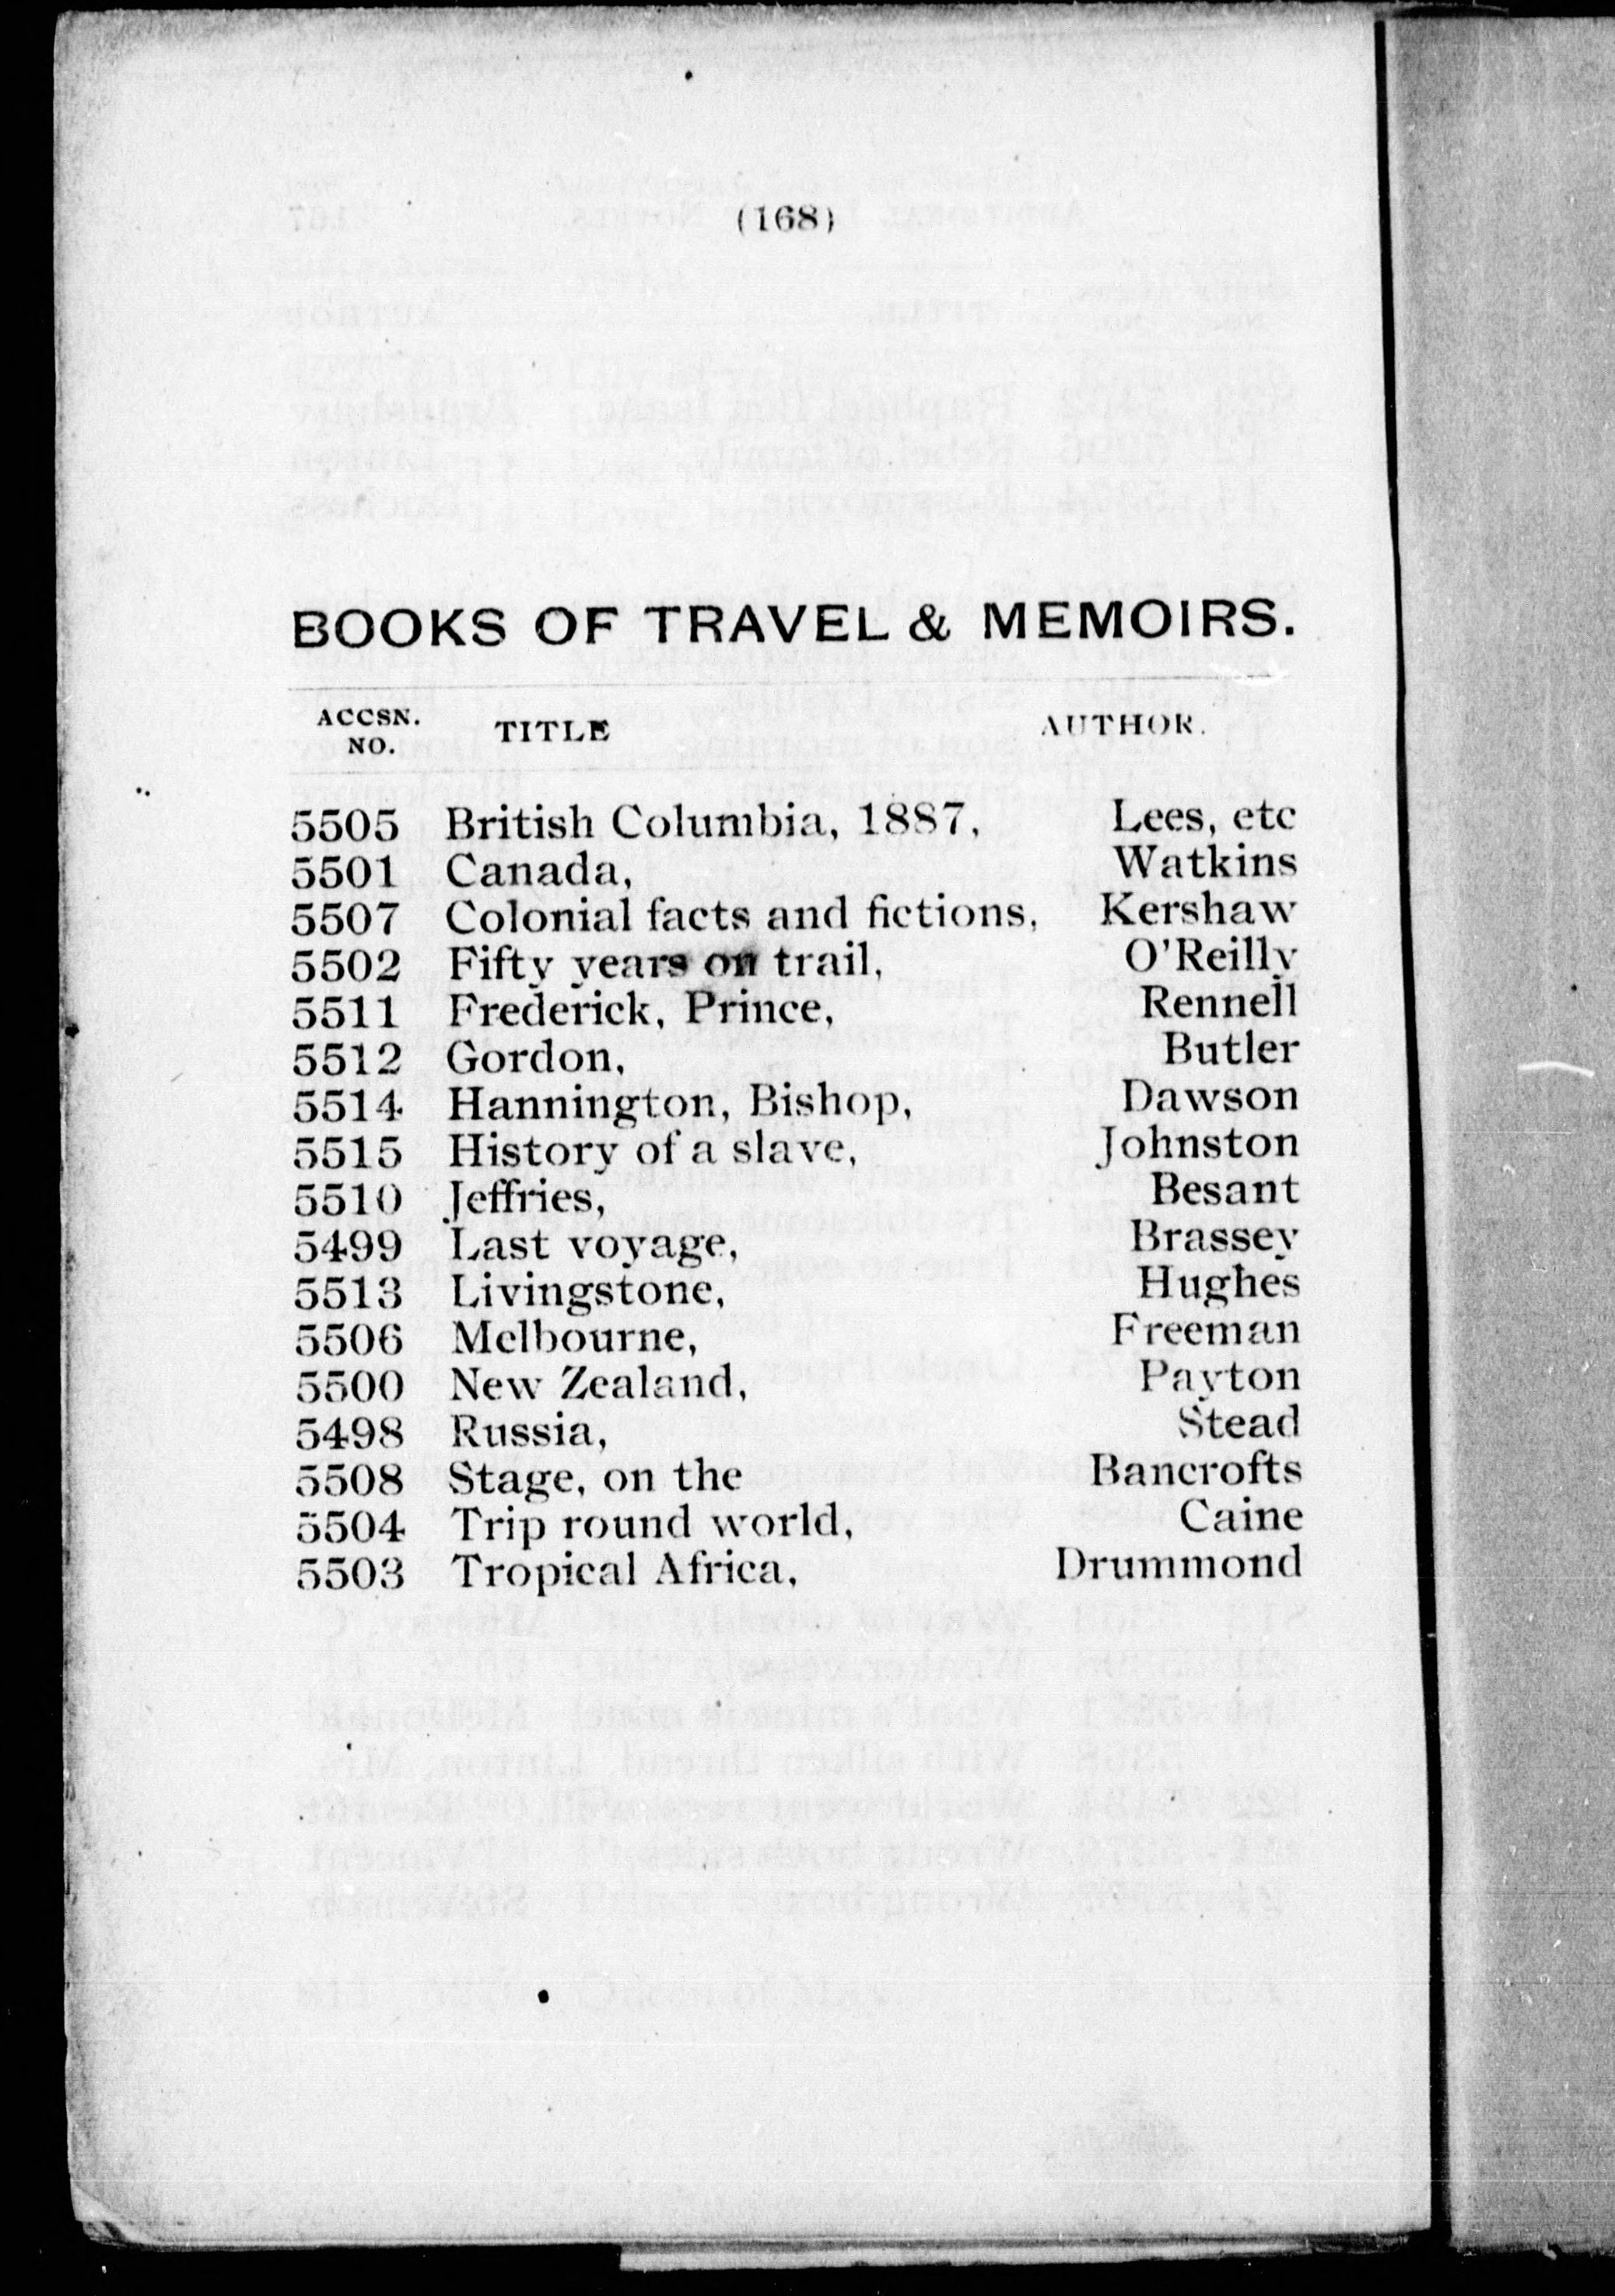 (168)
BOOKS OF TRAVEL & MEMOIRS.
ACCSN. NO. TITLE AUTHOR.
5505 British Columbia, 1887, Lees, etc
5501 Canada, Watkins
5507 Colonial facts and fictions, Kershaw
5502 Fifty years on trail, O'Reilly
5511 Frederick, Prince, Rennell
5512 Gordon, Butler
5514 Hannington, Bishop, Dawson
5515 History of a slave, Johnston
5510 Jeffries, Besant
5499 Last voyage, Brassey
5513 Livingstone, Hughes
5506 Melbourne, Freeman
5500 New Zealand, Payton
5498 Russia, Stead
5508 Stage, on the Bancrofts
5504 Trip round world, Caine
5503 Tropical Africa, Drummond